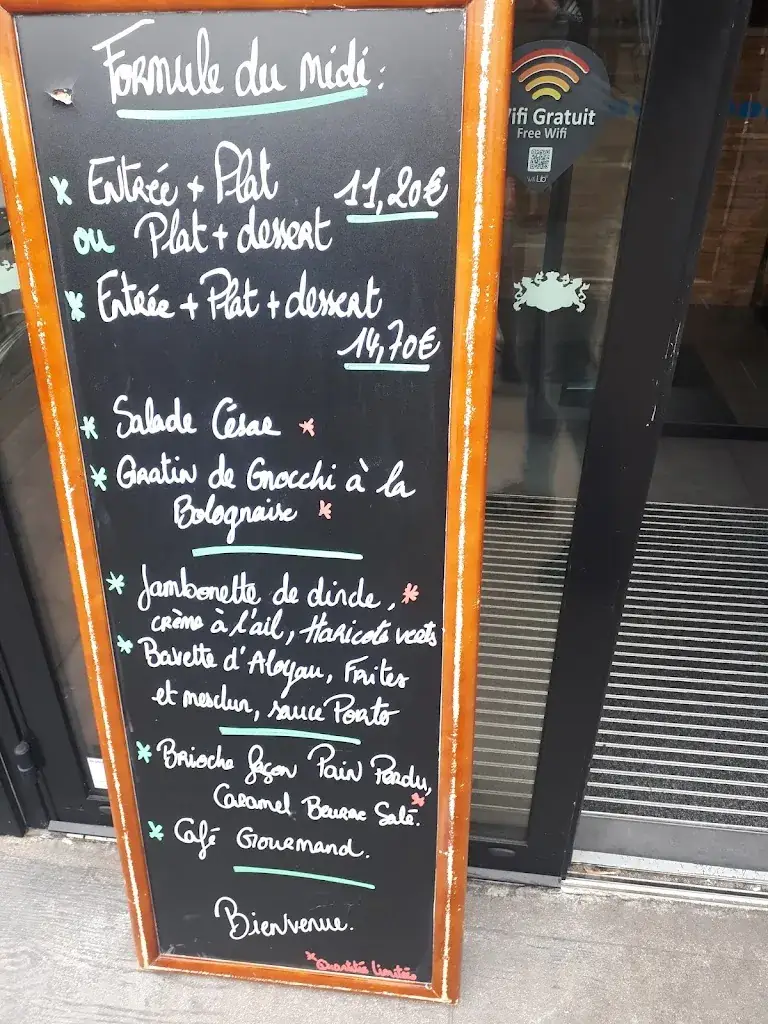 Formule du midi :
* Entrée + Plat 11,20€
ou Plat + dessert
* Entrée + Plat + dessert
14,70€
* Salade César *
* Gratin de Gnocchi à la
Bolognaise *
* Jambonette de dinde, *
crème à l'ail, Haricots verts
* Bavette d'Aloyau, Frites
et mesclun, sauce Porto
* Brioche façon Pain Perdu,
Caramel Beurre Salé. *
* Café Gourmand.
Bienvenue.
* Quantités limitées
Wifi Gratuit
Free Wifi